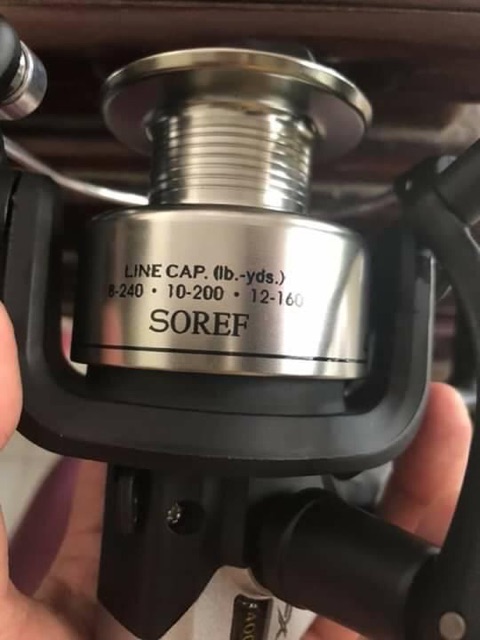 LINE CAP. (lb.-yds.)
8-240 • 10-200 • 12-160
SOREF